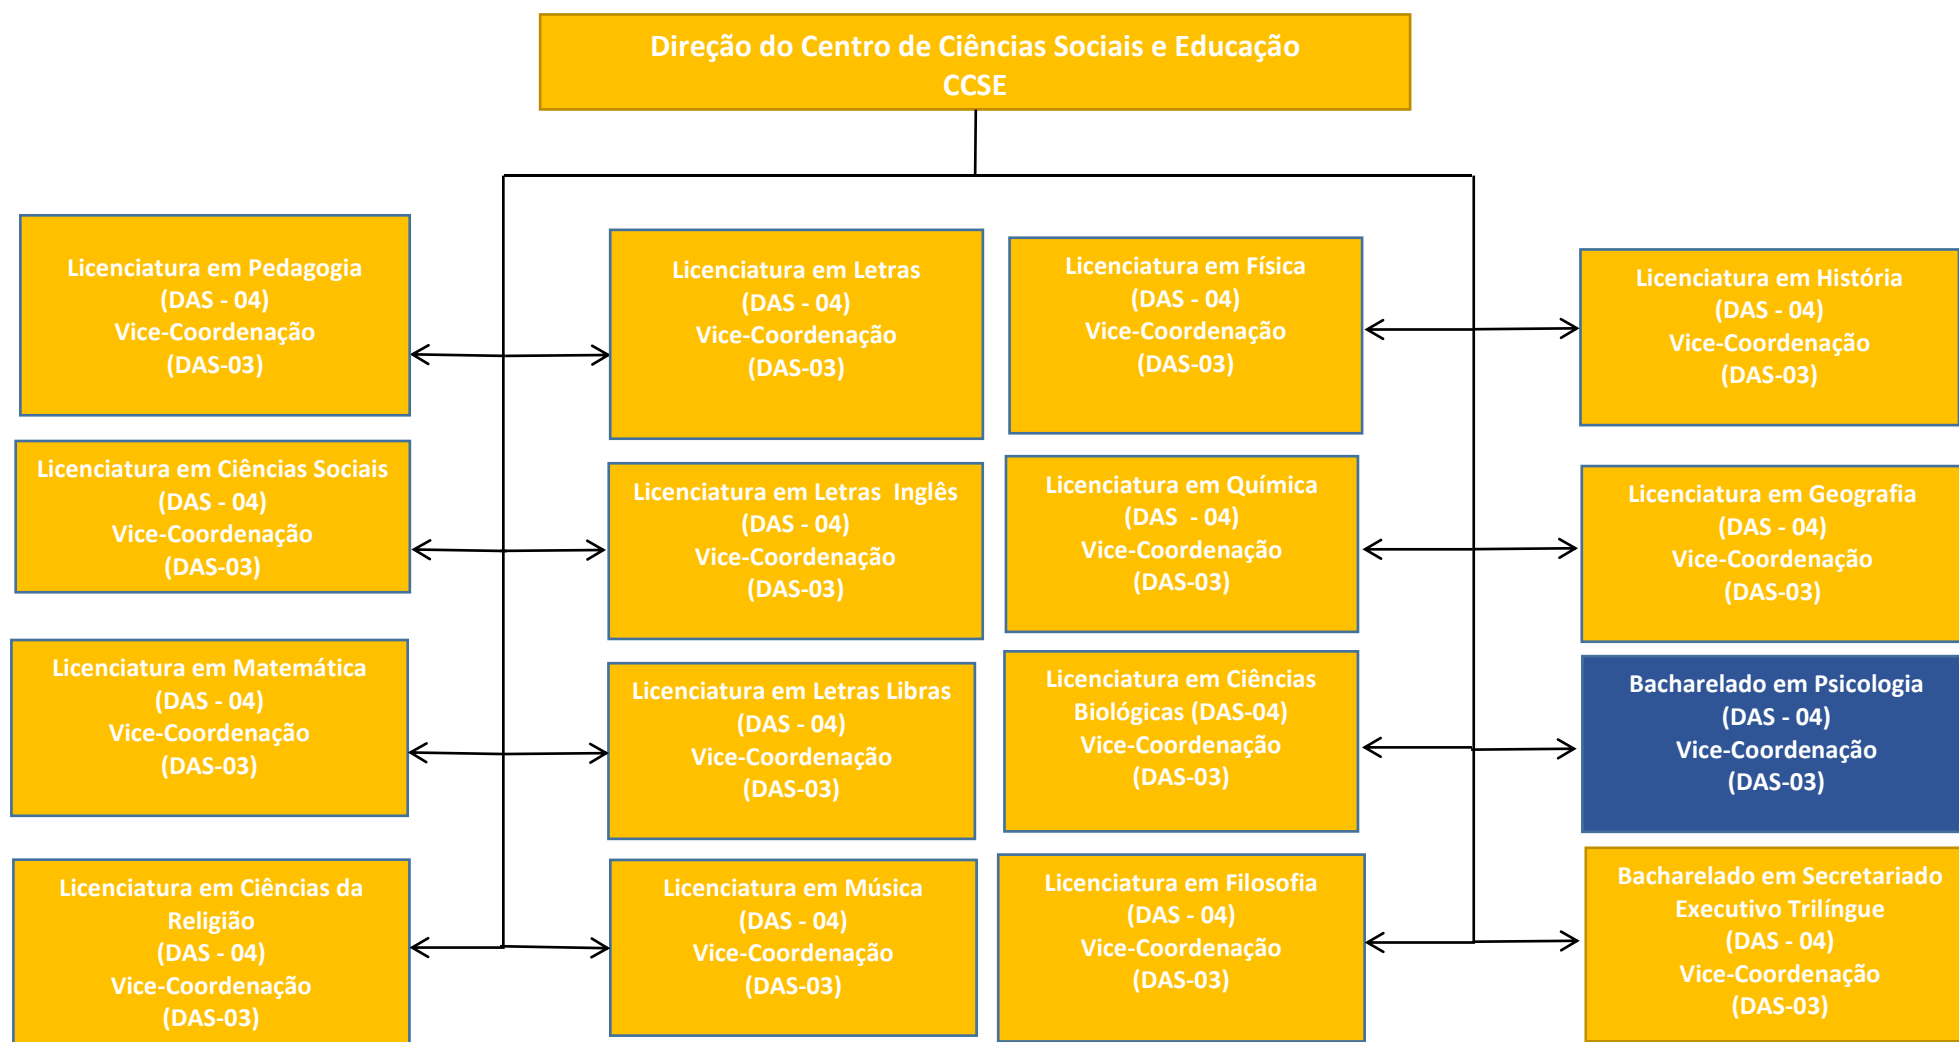 Direção do Centro de Ciências Sociais e Educação
CCSE
Licenciatura em Pedagogia
(DAS - 04)
Vice-Coordenação
(DAS-03)
Licenciatura em Letras
(DAS - 04)
Vice-Coordenação
(DAS-03)
Licenciatura em Física
(DAS - 04)
Vice-Coordenação
(DAS-03)
Licenciatura em História
(DAS - 04)
Vice-Coordenação
(DAS-03)
Licenciatura em Ciências Sociais
(DAS - 04)
Vice-Coordenação
(DAS-03)
Licenciatura em Letras  Inglês
(DAS - 04)
Vice-Coordenação
(DAS-03)
Licenciatura em Química
(DAS  - 04)
Vice-Coordenação
(DAS-03)
Licenciatura em Geografia
(DAS - 04)
Vice-Coordenação
(DAS-03)
Licenciatura em Matemática
(DAS - 04)
Vice-Coordenação
(DAS-03)
Licenciatura em Letras Libras
(DAS - 04)
Vice-Coordenação
(DAS-03)
Licenciatura em Ciências
Biológicas (DAS-04)
Vice-Coordenação
(DAS-03)
Bacharelado em Psicologia
(DAS - 04)
Vice-Coordenação
(DAS-03)
Licenciatura em Ciências da
Religião
(DAS - 04)
Vice-Coordenação
(DAS-03)
Licenciatura em Música
(DAS - 04)
Vice-Coordenação
(DAS-03)
Licenciatura em Filosofia
(DAS - 04)
Vice-Coordenação
(DAS-03)
Bacharelado em Secretariado
Executivo Trilíngue
(DAS - 04)
Vice-Coordenação
(DAS-03)